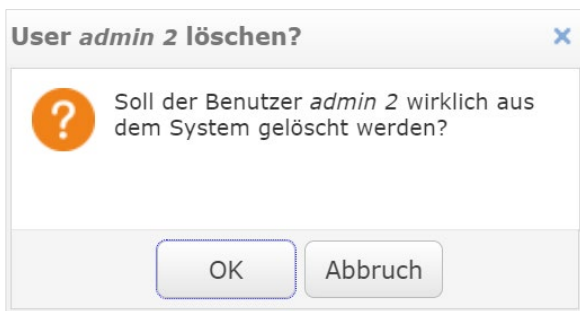 User admin 2 löschen?
Soll der Benutzer admin 2 wirklich aus
dem System gelöscht werden?
OK
Abbruch